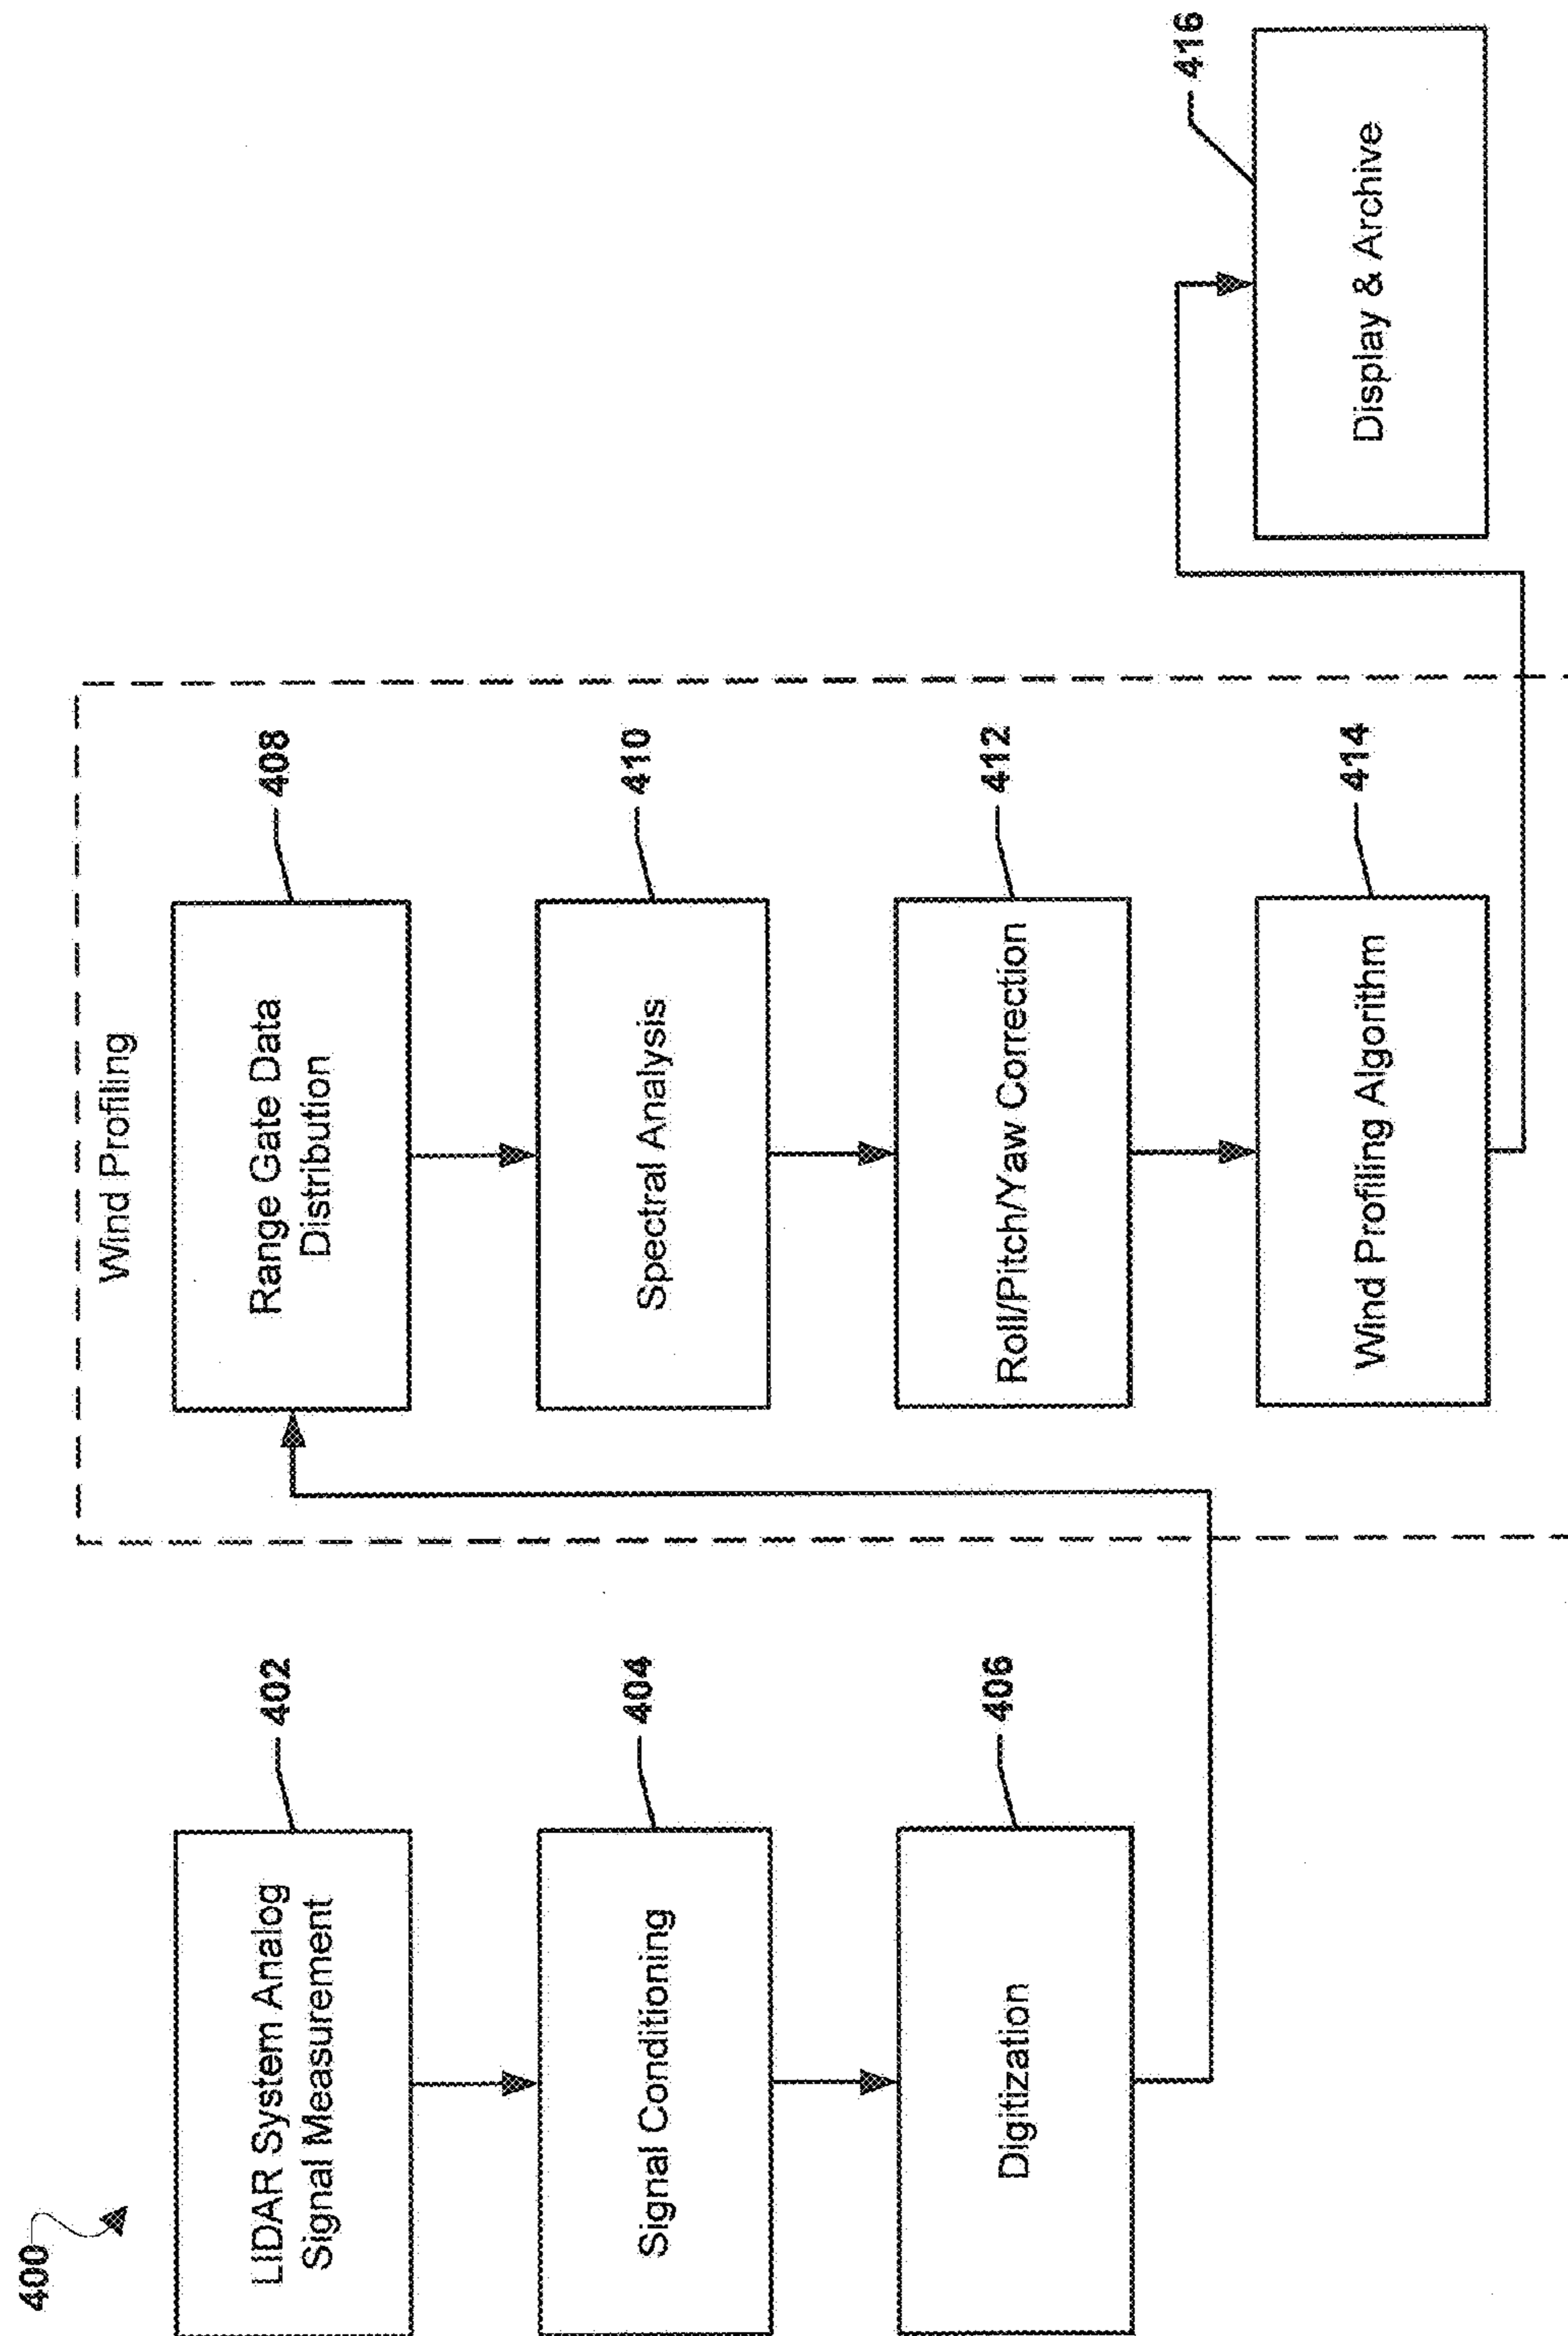 400
LIDAR System Analog
Signal Measurement
402
Signal Conditioning
404
Digitization
406
Wind Profiling
Range Gate Data
Distribution
408
Spectral Analysis
410
Roll/Pitch/Yaw Correction
412
Wind Profiling Algorithm
414
Display & Archive
416